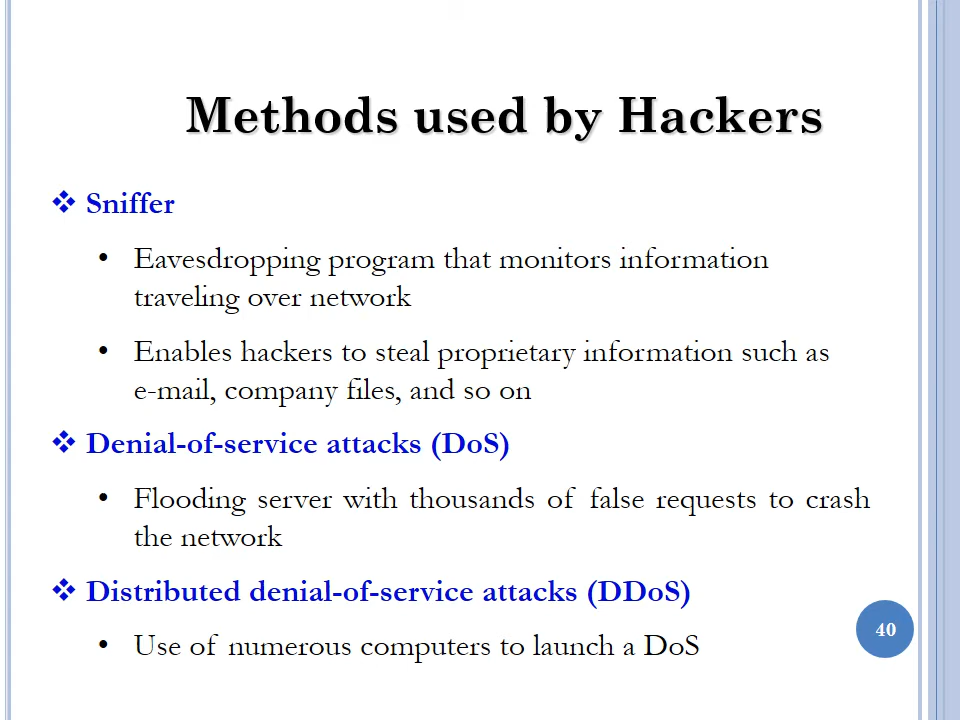 Methods used by Hackers
❖ Sniffer
• Eavesdropping program that monitors information
traveling over network
• Enables hackers to steal proprietary information such as
e-mail, company files, and so on
❖ Denial-of-service attacks (DoS)
• Flooding server with thousands of false requests to crash
the network
❖ Distributed denial-of-service attacks (DDoS)
• Use of numerous computers to launch a DoS
40